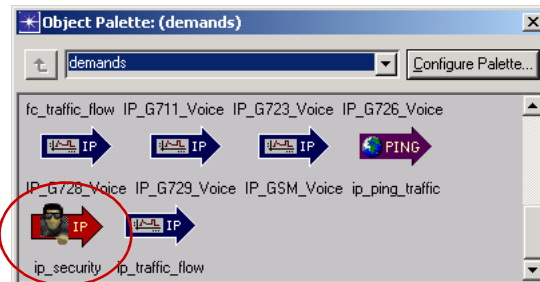 Object Palette: (demands)
demands
Configure Palette...
fc_traffic_flow IP_G711_Voice IP_G723_Voice IP_G726_Voice
IP IP IP PING
IP_G728_Voice IP_G729_Voice IP_GSM_Voice ip_ping_traffic
IP IP
ip_security ip_traffic_flow